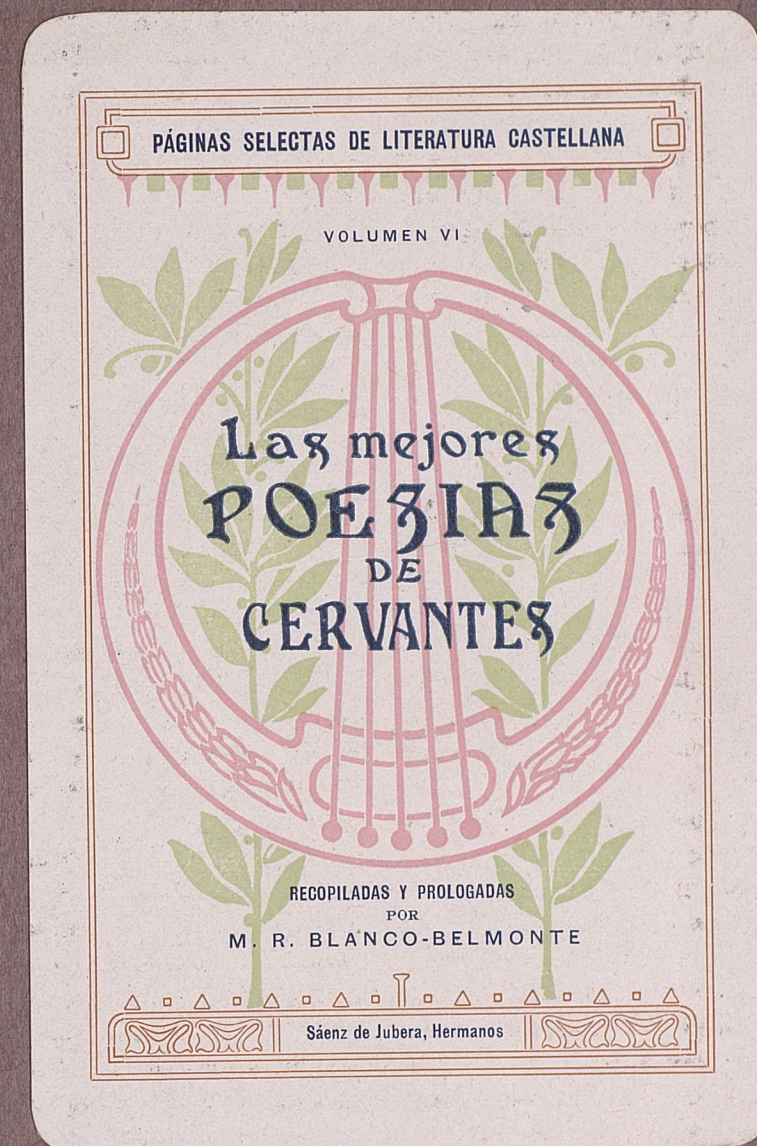 PÁGINAS SELECTAS DE LITERATURA CASTELLANA
VOLUMEN VI
Las mejores
POESIAS
DE
CERVANTES
RECOPILADAS Y PROLOGADAS
POR
M. R. BLANCO-BELMONTE
Sáenz de Jubera, Hermanos